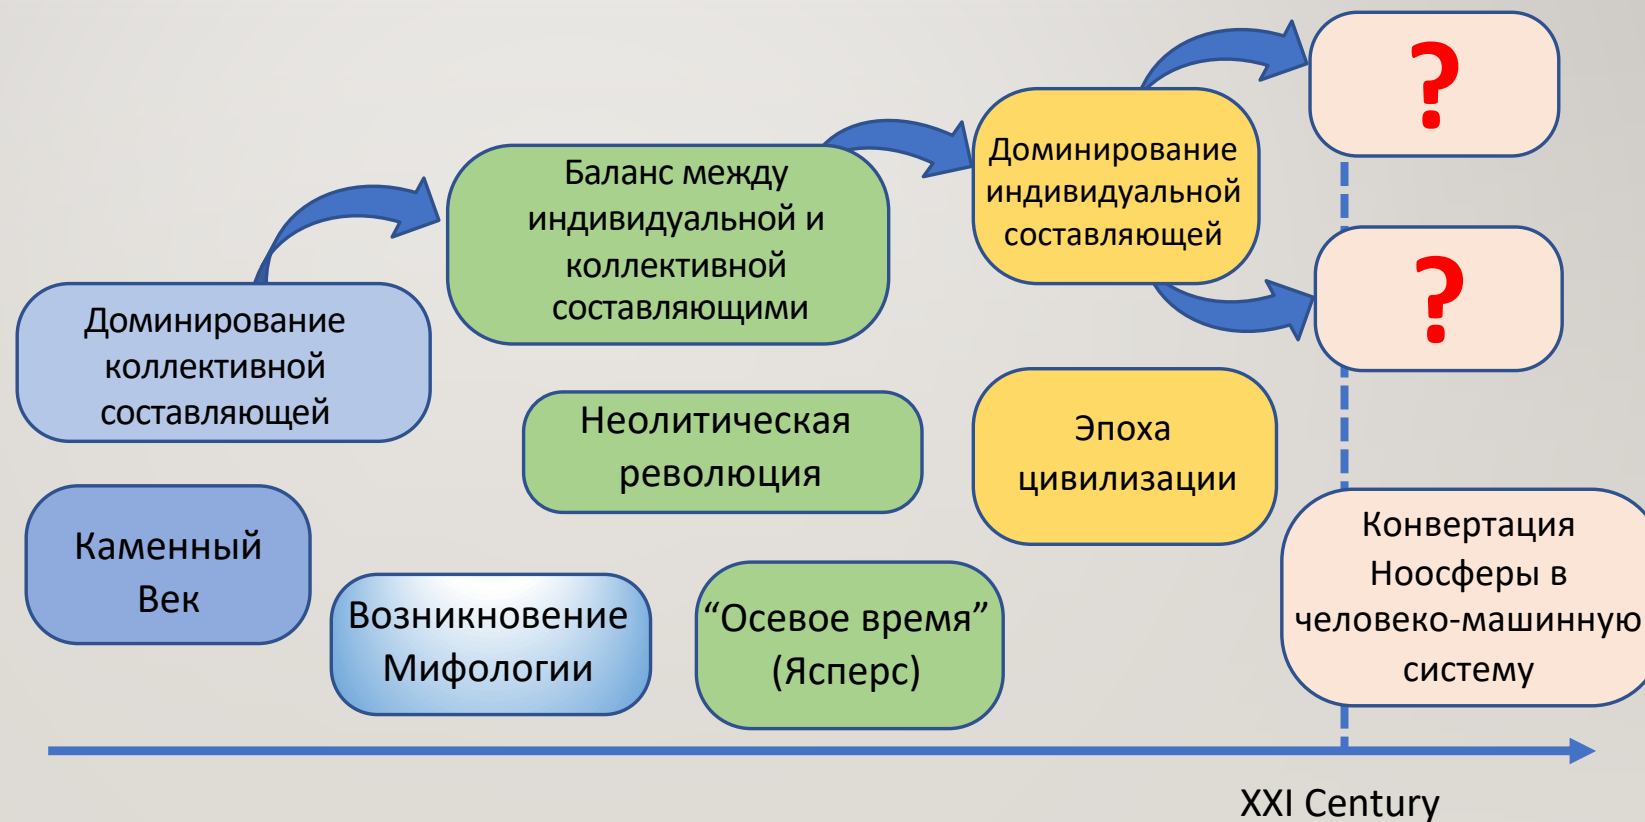 ?
Доминирование
индивидуальной
составляющей
Баланс между
индивидуальной и
коллективной
составляющими
?
Доминирование
коллективной
составляющей
Неолитическая
революция
Эпоха
цивилизации
Каменный
Век
Возникновение
Мифологии
“Осевое время”
(Ясперс)
Конвертация
Ноосферы в
человеко-машинную
систему
XXI Century